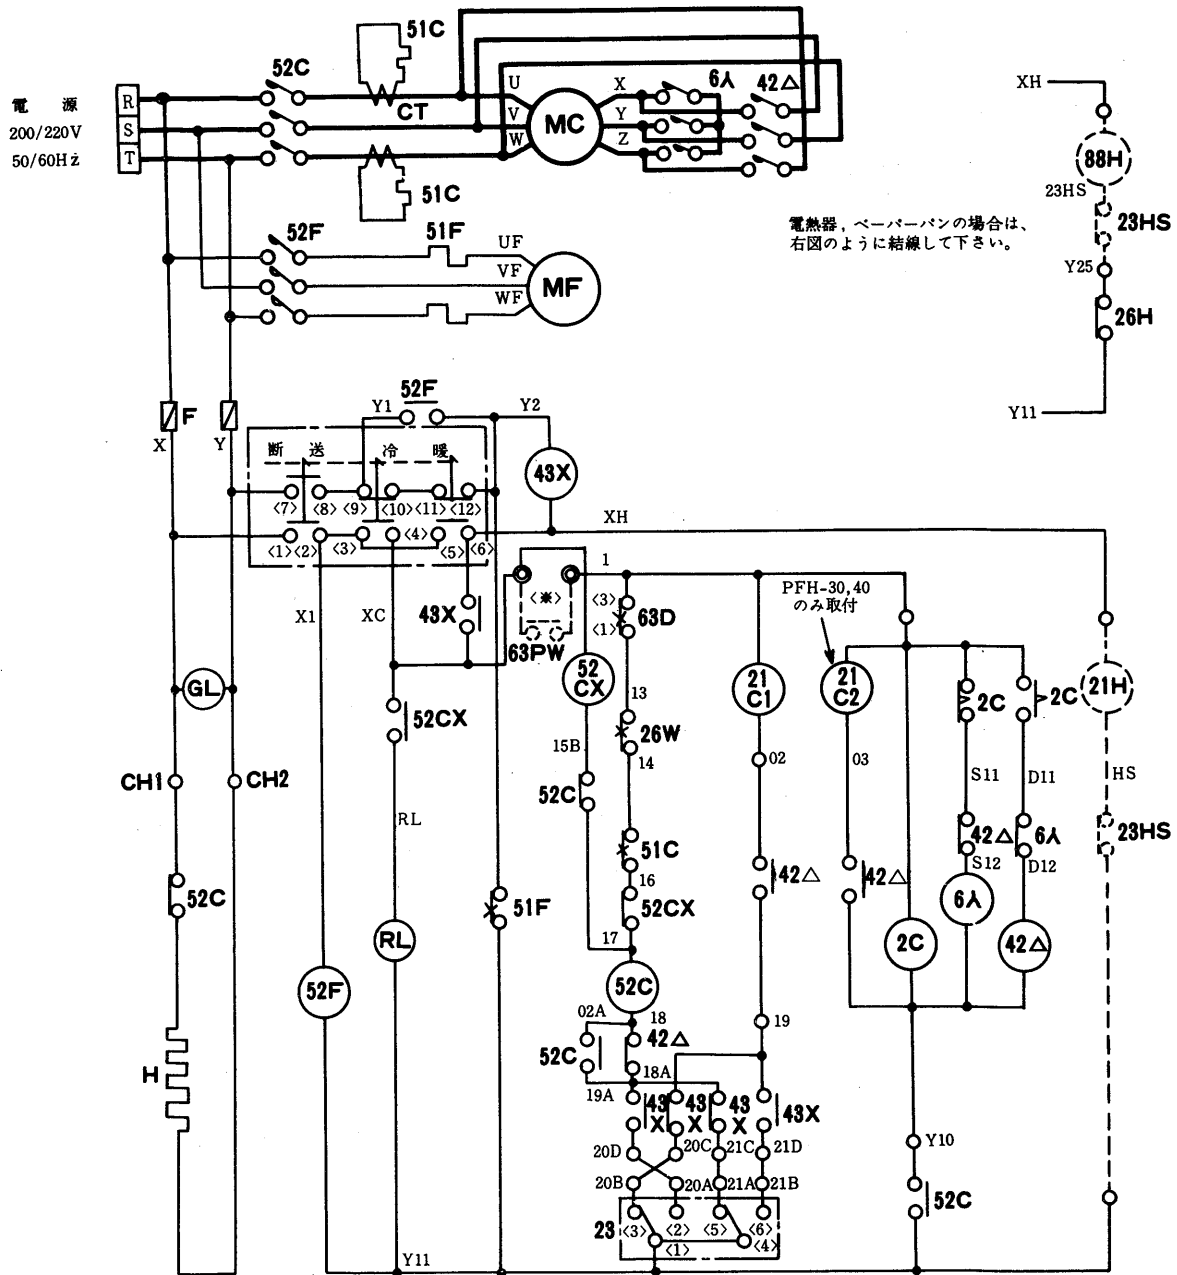 51C
52C
6人
42△
XH
電 源
200/220V
50/60Hz
R
S
T
CT
U
V
W
MC
X
Y
Z
88H
23HS
51C
23HS
電熱器，ベーパーパンの場合は、
右図のように結線して下さい。
52F
51F
UF
VF
WF
MF
Y25
26H
F
X
Y
52F
Y1
Y2
Y11
断 送 冷 暖
43X
<7> <8> <9> <10> <11> <12>
XH
<1> <2> <3> <4> <5> <6>
1
PFH-30,40
のみ取付
X1
XC
43X
<※>
63PW
<3>
63D
<1>
GL
52CX
52
CX
13
21
C1
21
C2
2C
2C
21H
15B
26W
14
02
03
S11
D11
HS
CH1
CH2
52C
RL
51C
42△
42△
42△
6人
23HS
52C
16
S12
D12
51F
52CX
6人
RL
17
2C
42△
52F
52C
02A
18
19
52C
42△
H
18A
19A
43X
43X
43X
43X
20D
20C
21C
21D
Y10
20B
20A
21A
21B
52C
23
<3> <2> <5> <6>
<1> <4>
Y11